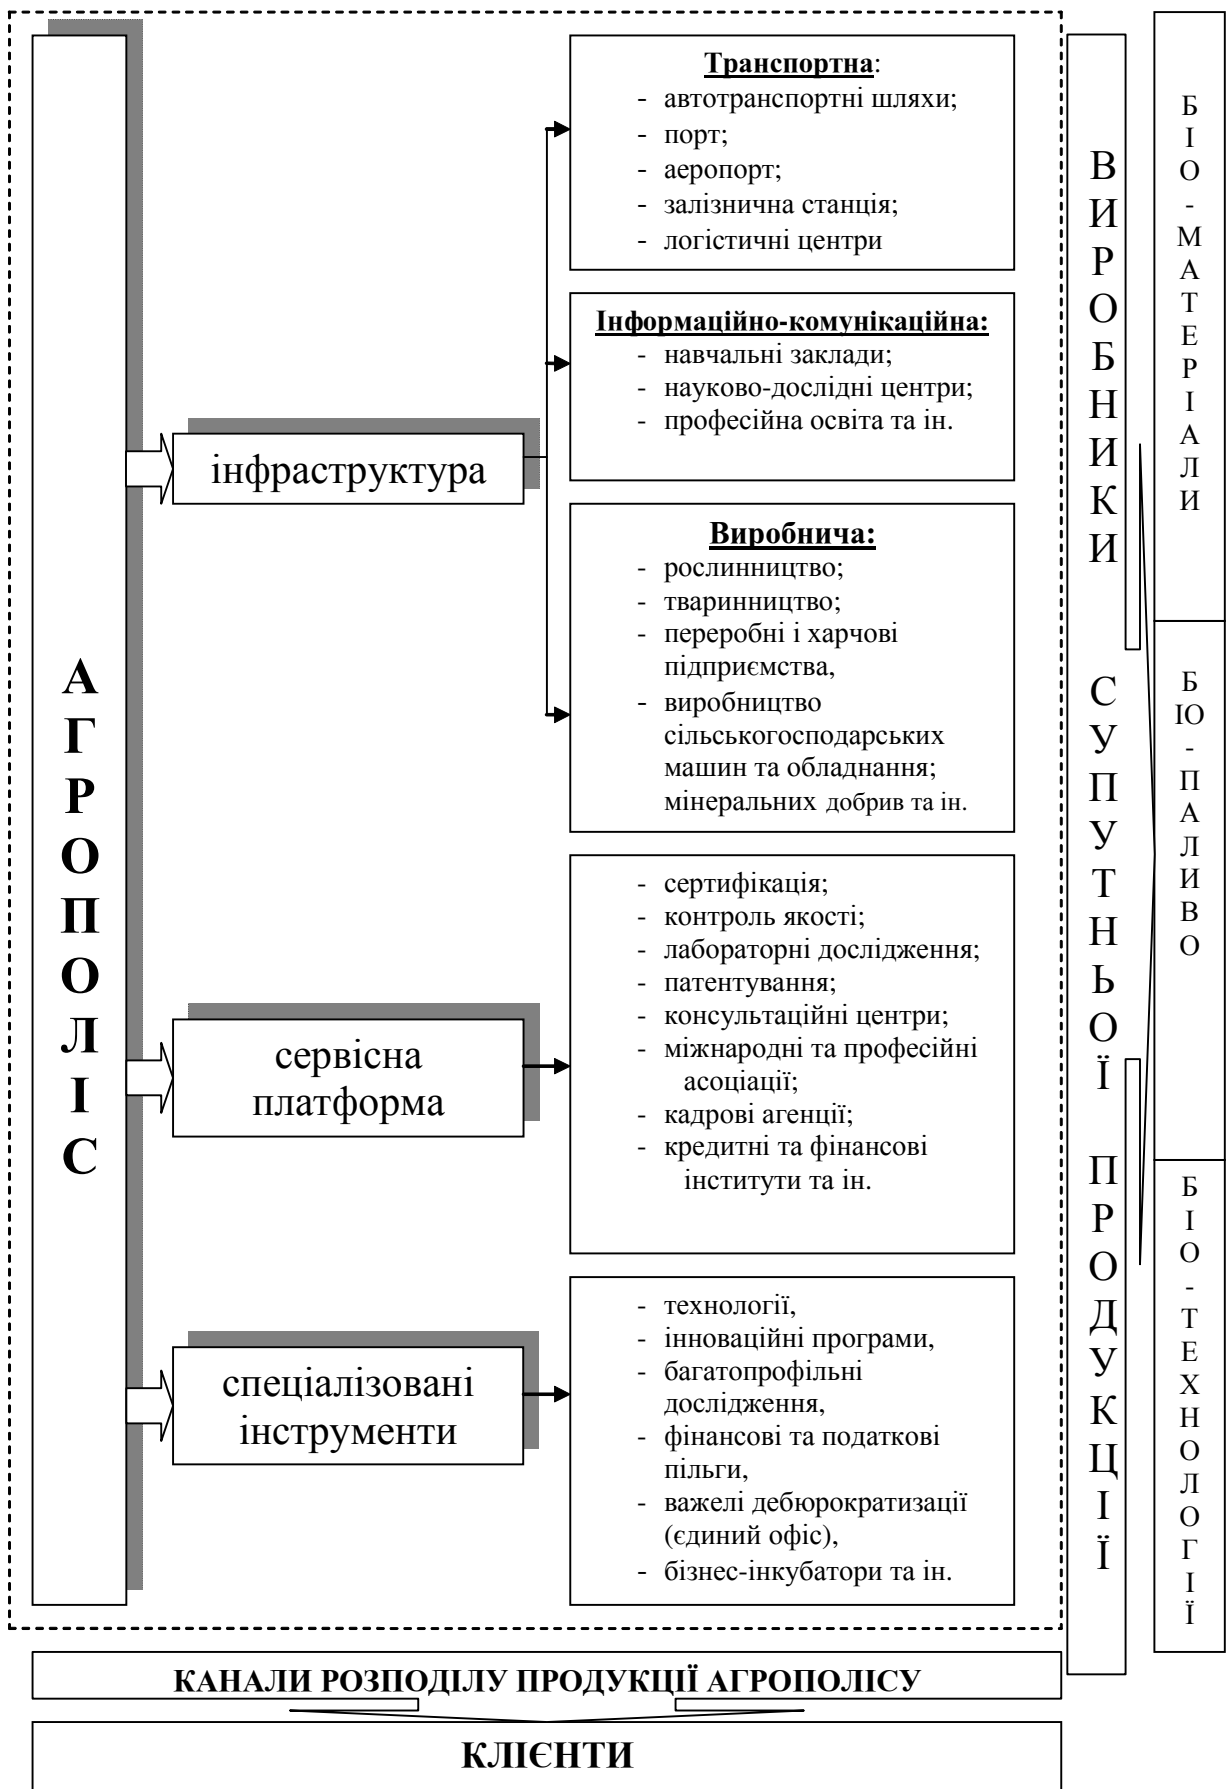 АГРОПОЛІС
інфраструктура
Транспортна:
- автотранспортні шляхи;
- порт;
- аеропорт;
- залізнична станція;
- логістичні центри
Інформаційно-комунікаційна:
- навчальні заклади;
- науково-дослідні центри;
- професійна освіта та ін.
Виробнича:
- рослинництво;
- тваринництво;
- переробні і харчові
підприємства,
- виробництво
сільськогосподарських
машин та обладнання;
мінеральних добрив та ін.
сервісна
платформа
- сертифікація;
- контроль якості;
- лабораторні дослідження;
- патентування;
- консультаційні центри;
- міжнародні та професійні
асоціації;
- кадрові агенції;
- кредитні та фінансові
інститути та ін.
спеціалізовані
інструменти
- технології,
- інноваційні програми,
- багатопрофільні
дослідження,
- фінансові та податкові
пільги,
- важелі дебюрократизації
(єдиний офіс),
- бізнес-інкубатори та ін.
ВИРОБНИКИ СУПУТНЬОЇ ПРОДУКЦІЇ
БІО-МАТЕРІАЛИ
БІО-ПАЛИВО
БІО-ТЕХНОЛОГІЇ
КАНАЛИ РОЗПОДІЛУ ПРОДУКЦІЇ АГРОПОЛІСУ
КЛІЄНТИ